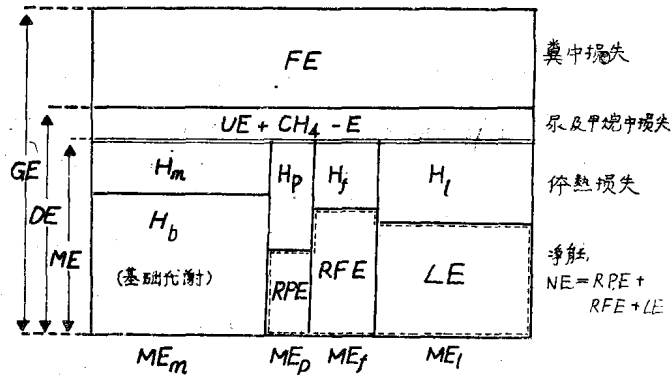 FE
糞中損失
UE + CH4 - E
尿及甲烷中損失
GE
DE
ME
Hm
Hp
Hf
Hl
体熱損失
Hb
(基础代謝)
RPE
RFE
LE
淨能,
NE = RPE +
RFE + LE
MEm
MEp
MEf
MEl